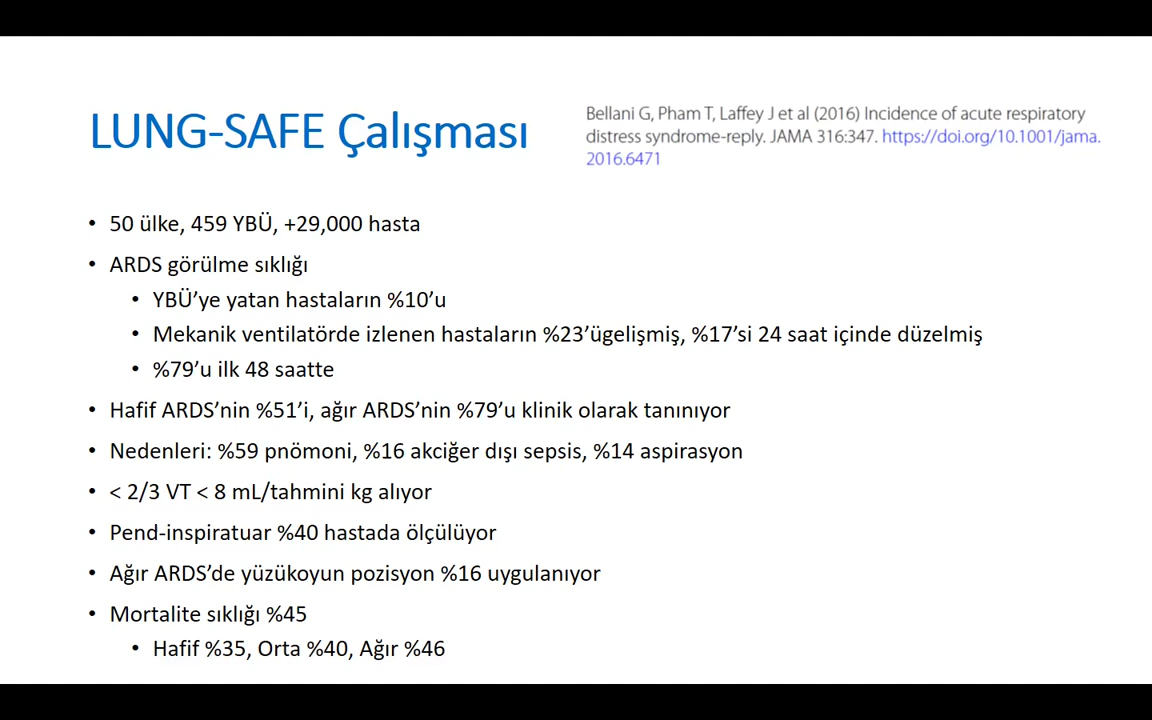 LUNG-SAFE Çalışması
Bellani G, Pham T, Laffey J et al (2016) Incidence of acute respiratory
distress syndrome-reply. JAMA 316:347. https://doi.org/10.1001/jama.
2016.6471
• 50 ülke, 459 YBÜ, +29,000 hasta
• ARDS görülme sıklığı
• YBÜ’ye yatan hastaların %10’u
• Mekanik ventilatörde izlenen hastaların %23’ügelişmiş, %17’si 24 saat içinde düzelmiş
• %79’u ilk 48 saatte
• Hafif ARDS’nin %51’i, ağır ARDS’nin %79’u klinik olarak tanınıyor
• Nedenleri: %59 pnömoni, %16 akciğer dışı sepsis, %14 aspirasyon
• < 2/3 VT < 8 mL/tahmini kg alıyor
• Pend-inspiratuar %40 hastada ölçülüyor
• Ağır ARDS’de yüzükoyun pozisyon %16 uygulanıyor
• Mortalite sıklığı %45
• Hafif %35, Orta %40, Ağır %46